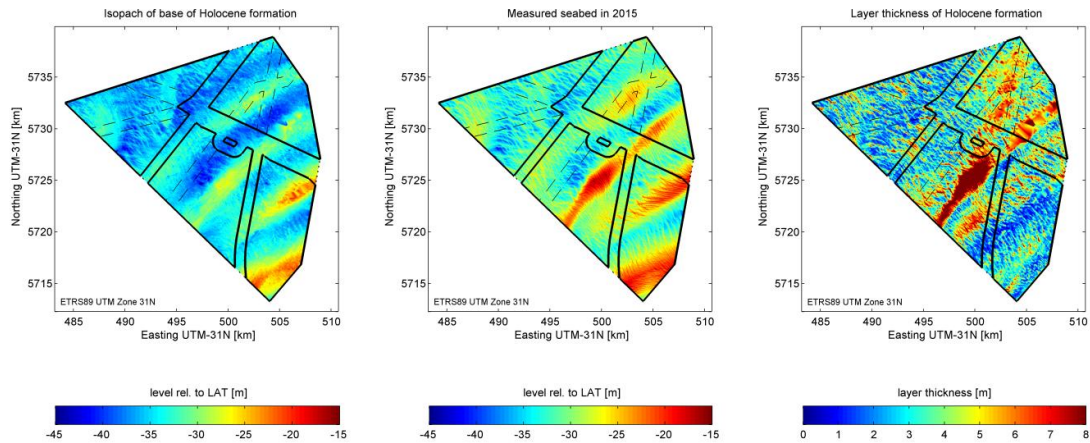 Isopach of base of Holocene formation
Northing UTM-31N [km]
5735
5730
5725
5720
5715
ETRS89 UTM Zone 31N
485 490 495 500 505 510
Easting UTM-31N [km]
level rel. to LAT [m]
-45 -40 -35 -30 -25 -20 -15
Measured seabed in 2015
Northing UTM-31N [km]
5735
5730
5725
5720
5715
ETRS89 UTM Zone 31N
485 490 495 500 505 510
Easting UTM-31N [km]
level rel. to LAT [m]
-45 -40 -35 -30 -25 -20 -15
Layer thickness of Holocene formation
Northing UTM-31N [km]
5735
5730
5725
5720
5715
ETRS89 UTM Zone 31N
485 490 495 500 505 510
Easting UTM-31N [km]
layer thickness [m]
0 1 2 3 4 5 6 7 8